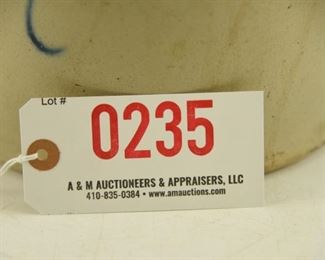 Lot #
0235
A & M AUCTIONEERS & APPRAISERS, LLC
410-835-0384 • www.amauctions.com